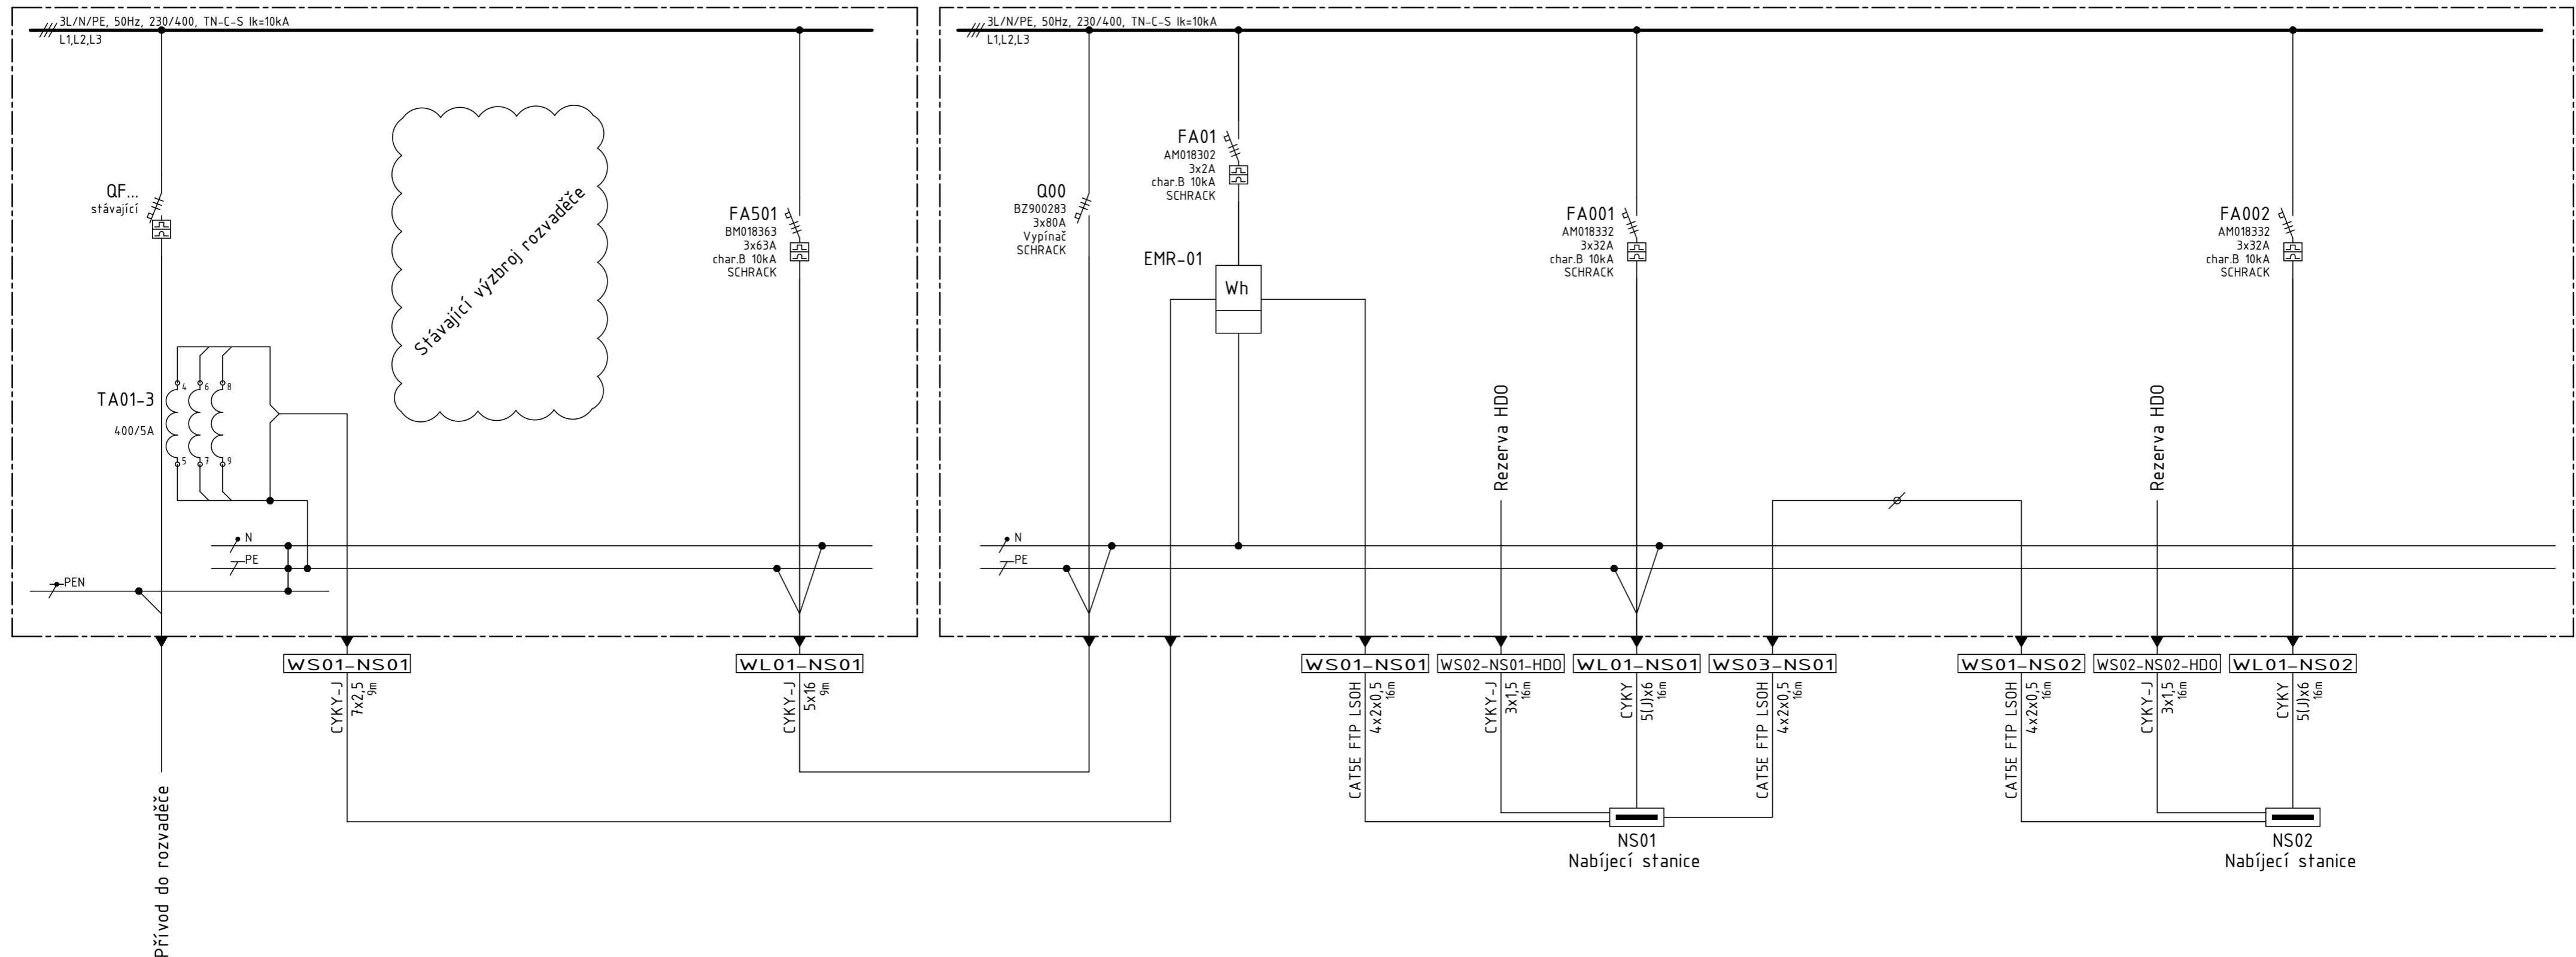 3L/N/PE, 50Hz, 230/400, TN-C-S Ik=10kA
L1,L2,L3
QF...
stávající
TA01-3
400/5A
4
6
8
5
7
9
Stávající výzbroj rozvaděče
FA501
BM018363
3x63A
char.B 10kA
SCHRACK
N
PE
PEN
WS01-NS01
CYKY-J
7x2,5
9m
WL01-NS01
CYKY-J
5x16
9m
Přívod do rozvaděče
3L/N/PE, 50Hz, 230/400, TN-C-S Ik=10kA
L1,L2,L3
Q00
BZ900283
3x80A
Vypínač
SCHRACK
FA01
AM018302
3x2A
char.B 10kA
SCHRACK
EMR-01
Wh
FA001
AM018332
3x32A
char.B 10kA
SCHRACK
FA002
AM018332
3x32A
char.B 10kA
SCHRACK
Rezerva HDO
Rezerva HDO
N
PE
WS01-NS01
CAT5E FTP LSOH
4x2x0,5
16m
WS02-NS01-HDO
CYKY-J
3x1,5
16m
WL01-NS01
CYKY
5(J)x6
16m
WS03-NS01
CAT5E FTP LSOH
4x2x0,5
16m
WS01-NS02
CAT5E FTP LSOH
4x2x0,5
16m
WS02-NS02-HDO
CYKY-J
3x1,5
16m
WL01-NS02
CYKY
5(J)x6
16m
NS01
Nabíjecí stanice
NS02
Nabíjecí stanice